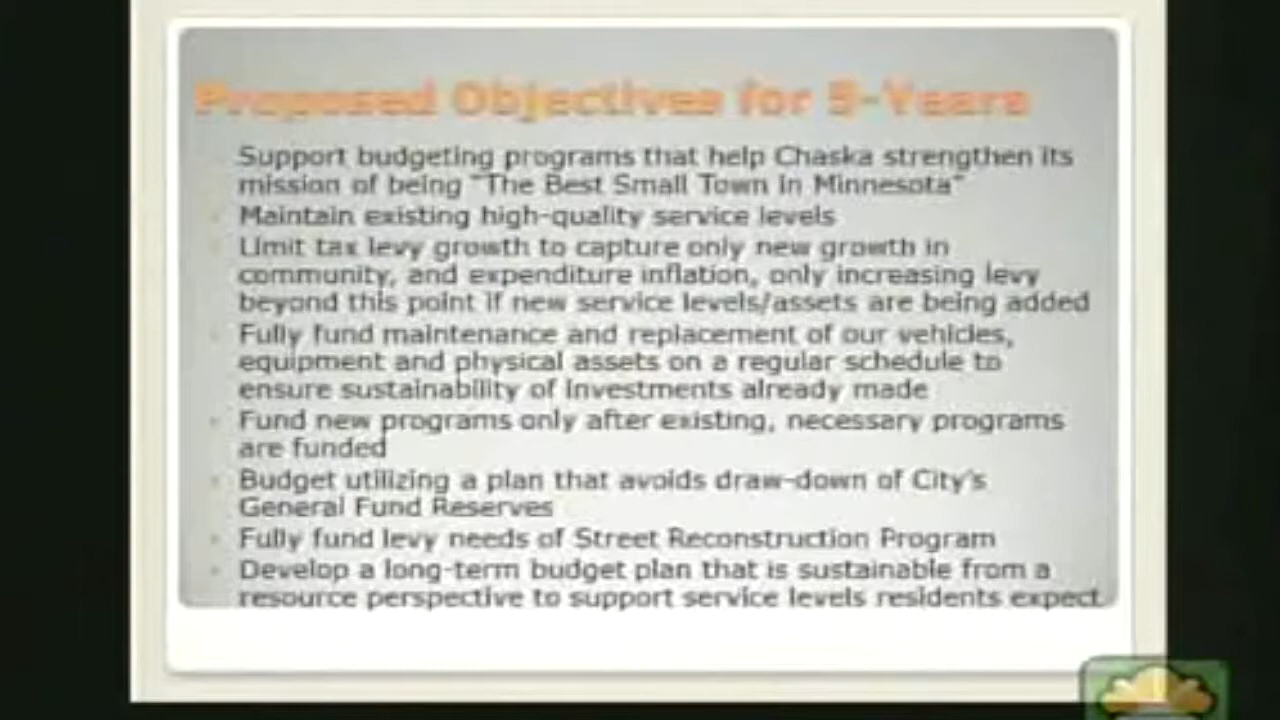 Proposed Objectives for 5-Years
Support budgeting programs that help Chaska strengthen its
mission of being "The Best Small Town in Minnesota"
Maintain existing high-quality service levels
Limit tax levy growth to capture only new growth in
community, and expenditure inflation, only increasing levy
beyond this point if new service levels/assets are being added
Fully fund maintenance and replacement of our vehicles,
equipment and physical assets on a regular schedule to
ensure sustainability of investments already made
Fund new programs only after existing, necessary programs
are funded
Budget utilizing a plan that avoids draw-down of City's
General Fund Reserves
Fully fund levy needs of Street Reconstruction Program
Develop a long-term budget plan that is sustainable from a
resource perspective to support service levels residents expect